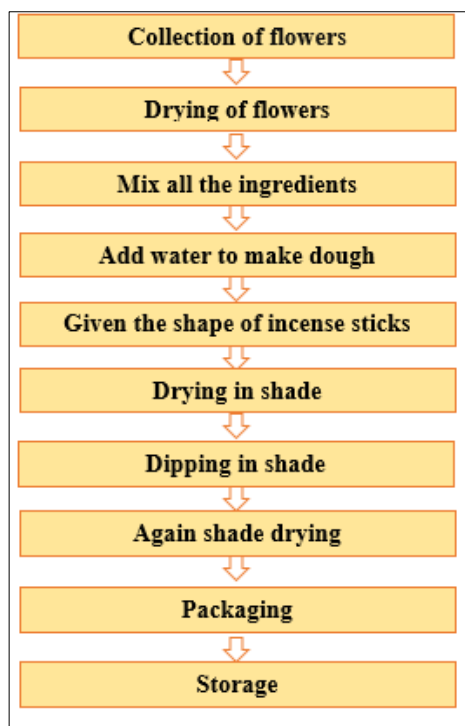 Collection of flowers
Drying of flowers
Mix all the ingredients
Add water to make dough
Given the shape of incense sticks
Drying in shade
Dipping in shade
Again shade drying
Packaging
Storage